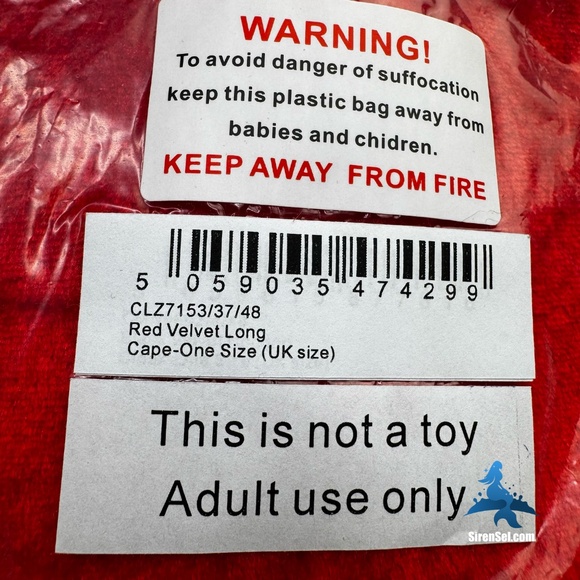 WARNING!
To avoid danger of suffocation
keep this plastic bag away from
babies and chidren.
KEEP AWAY FROM FIRE
5 059035 474299
CLZ7153/37/48
Red Velvet Long
Cape-One Size (UK size)
This is not a toy
Adult use only
SirenSel.com